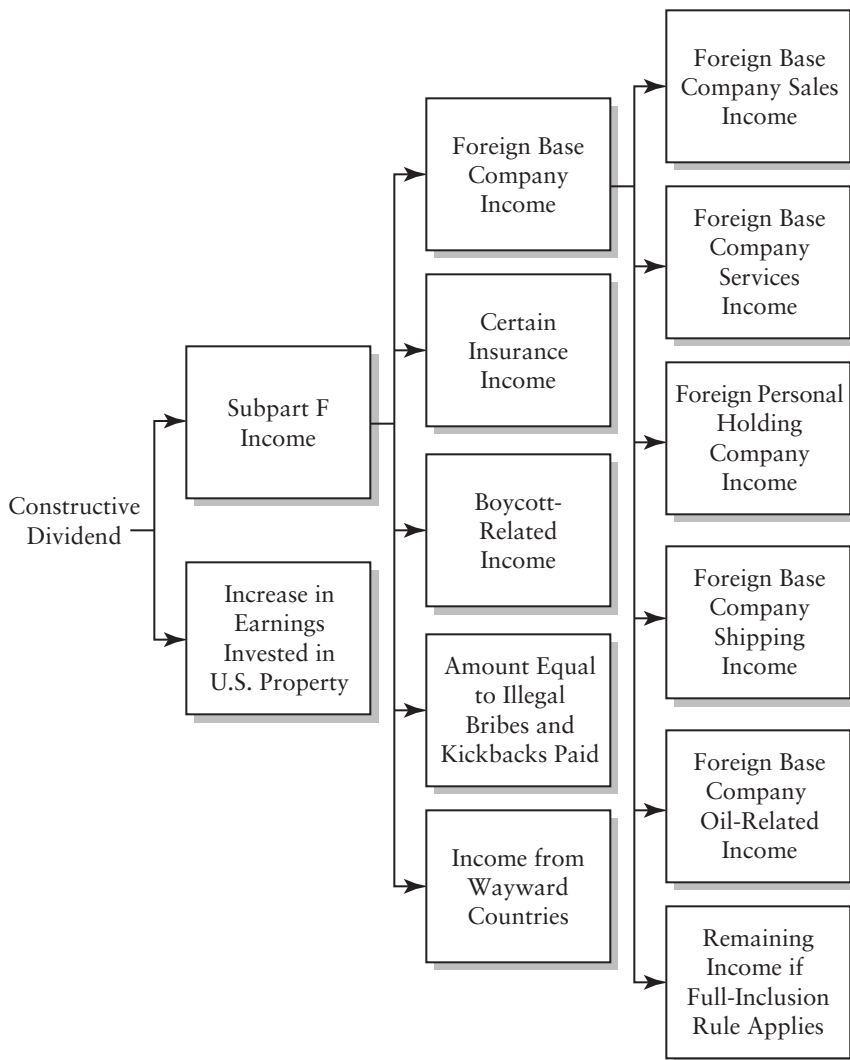 Constructive
Dividend
Subpart F
Income
Increase in
Earnings
Invested in
U.S. Property
Foreign Base
Company
Income
Certain
Insurance
Income
Boycott-
Related
Income
Amount Equal
to Illegal
Bribes and
Kickbacks Paid
Income from
Wayward
Countries
Foreign Base
Company Sales
Income
Foreign Base
Company
Services
Income
Foreign Personal
Holding
Company
Income
Foreign Base
Company
Shipping
Income
Foreign Base
Company
Oil-Related
Income
Remaining
Income if
Full-Inclusion
Rule Applies